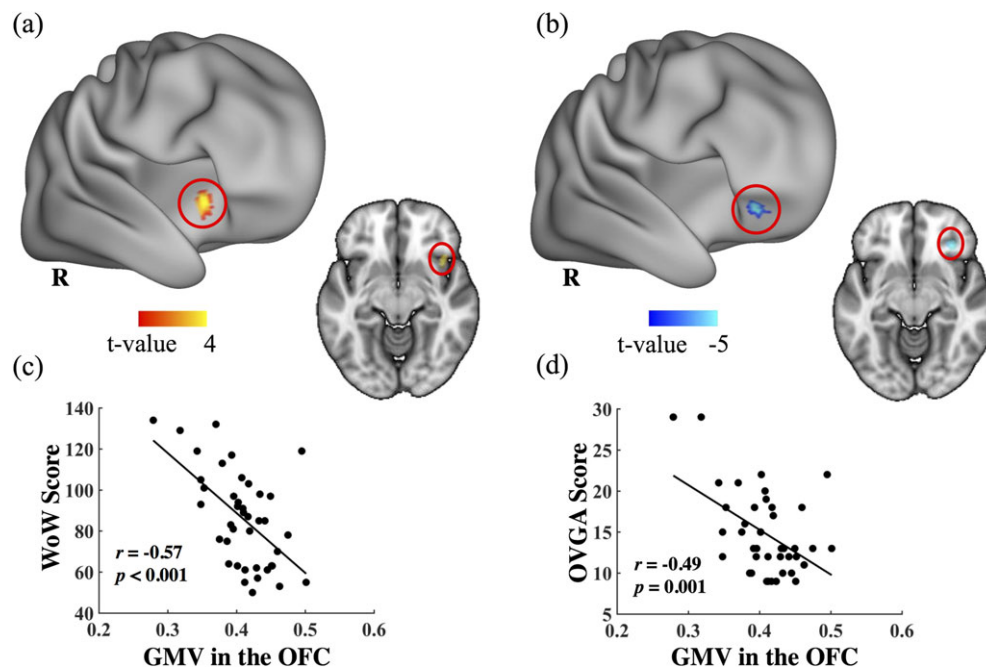 (a)
(b)
R
R
t-value 4
t-value -5
(c)
(d)
WoW Score
140
120
100
80
60
40
r = -0.57
p < 0.001
0.2 0.3 0.4 0.5 0.6
GMV in the OFC
OVGA Score
30
25
20
15
10
5
r = -0.49
p = 0.001
0.2 0.3 0.4 0.5 0.6
GMV in the OFC